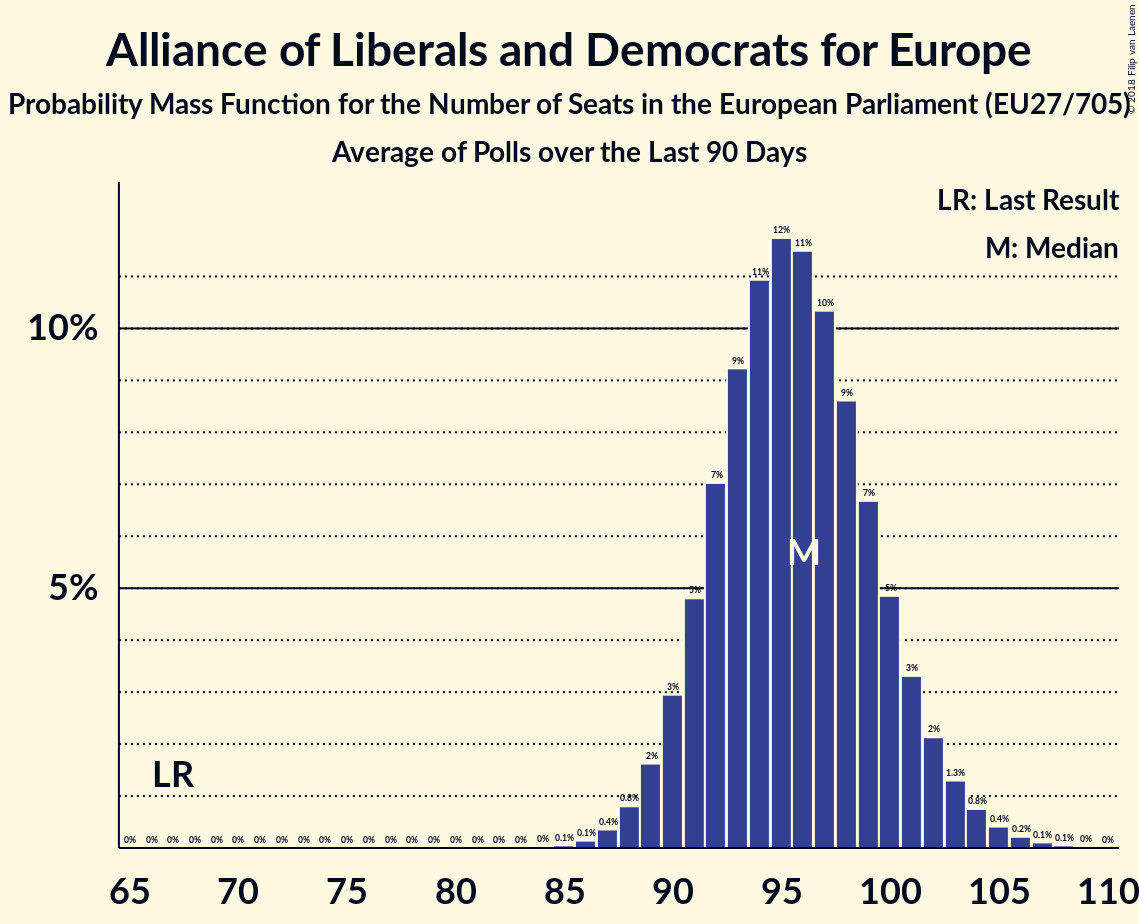 Alliance of Liberals and Democrats for Europe
Probability Mass Function for the Number of Seats in the European Parliament (EU27/705)
Average of Polls over the Last 90 Days
© 2018 Filip van Laenen
LR: Last Result
M: Median
10%
5%
0% 0% 0% 0% 0% 0% 0% 0% 0% 0% 0% 0% 0% 0% 0% 0% 0% 0% 0% 0% 0.1% 0.1% 0.4% 0.8% 2% 3% 5% 7% 9% 11% 12% 11% 10% 9% 7% 5% 3% 2% 1.3% 0.8% 0.4% 0.2% 0.1% 0.1% 0% 0%
M
LR
65 70 75 80 85 90 95 100 105 110